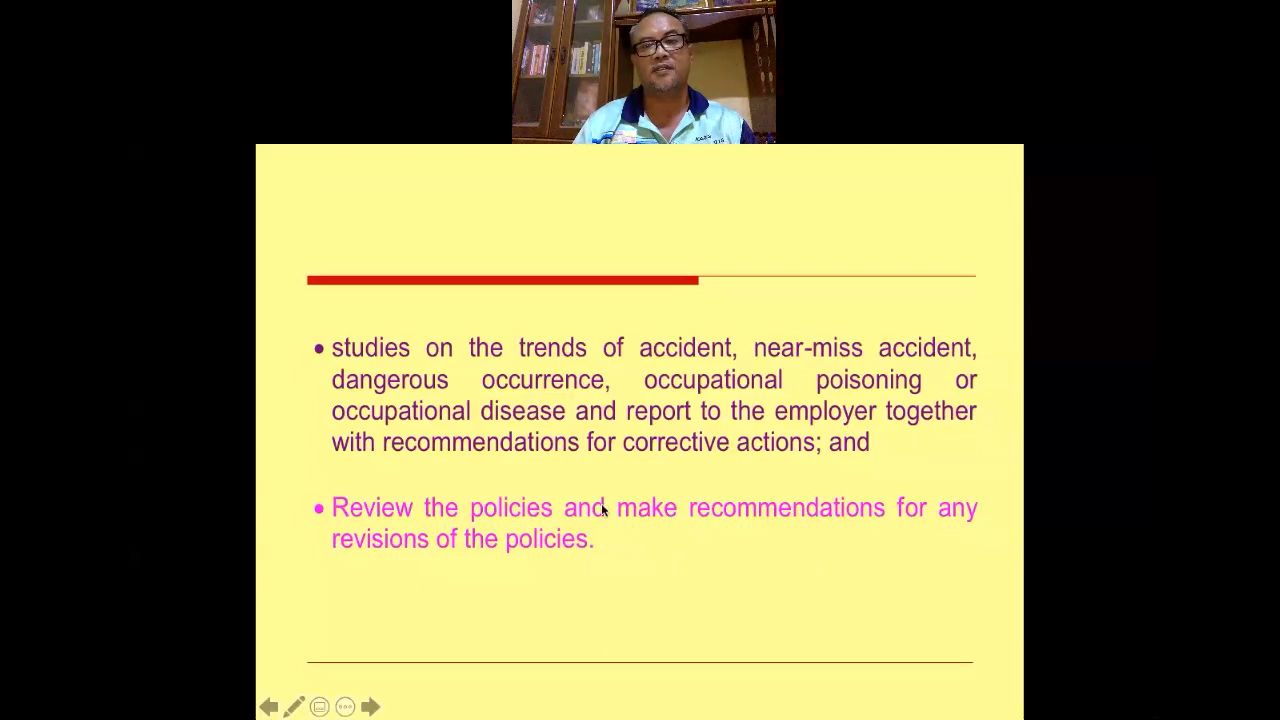 • studies on the trends of accident, near-miss accident,
dangerous occurrence, occupational poisoning or
occupational disease and report to the employer together
with recommendations for corrective actions; and
• Review the policies and make recommendations for any
revisions of the policies.